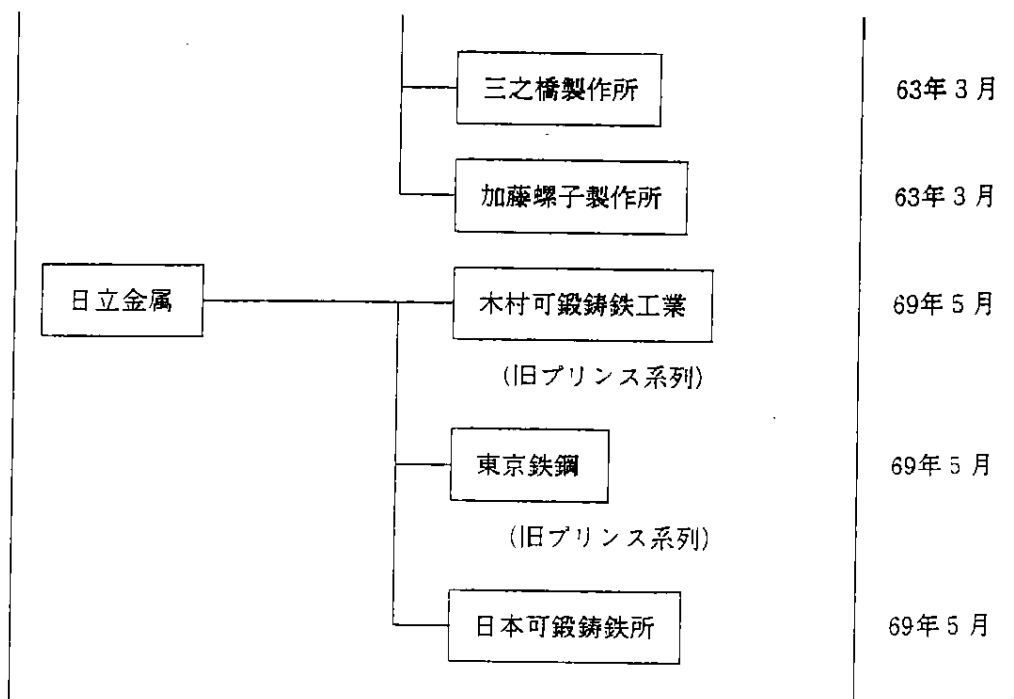 三之橋製作所 63年3月
加藤螺子製作所 63年3月
日立金属 木村可鍛鋳鉄工業 69年5月
(旧プリンス系列)
東京鉄鋼 69年5月
(旧プリンス系列)
日本可鍛鋳鉄所 69年5月